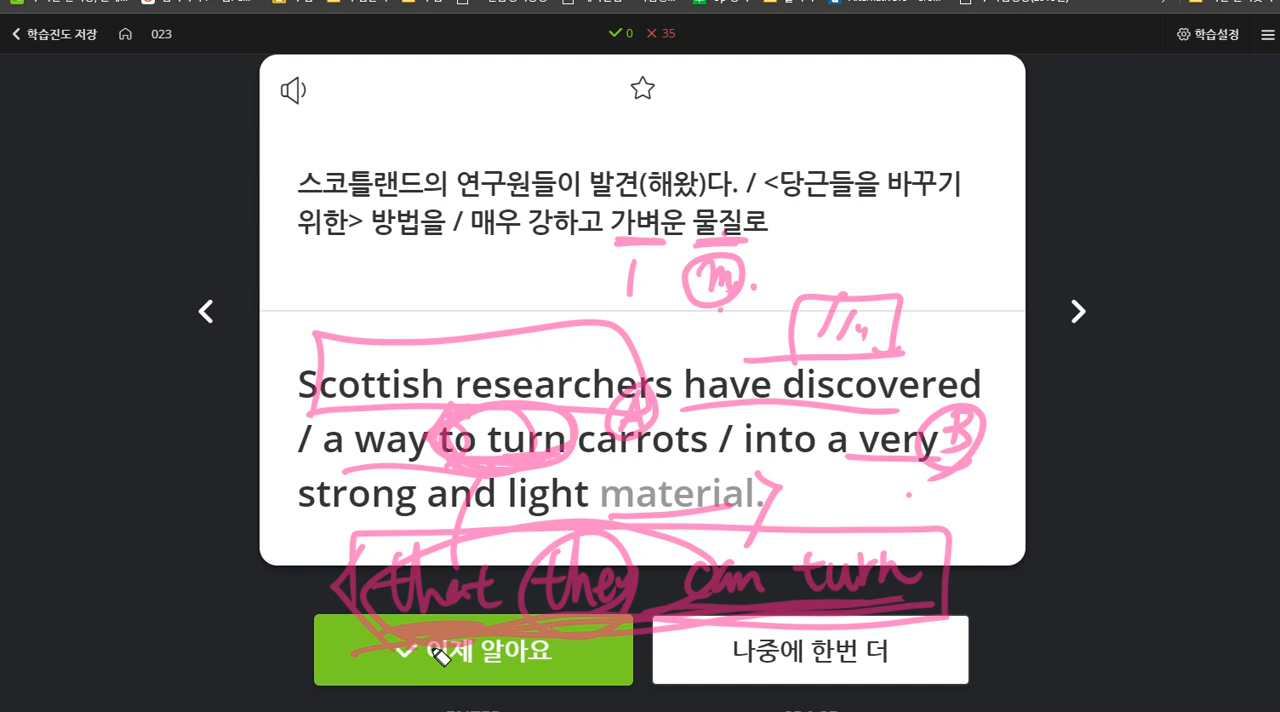 학습진도 저장
023
0
35
학습설정
스코틀랜드의 연구원들이 발견(해왔)다. / <당근들을 바꾸기
위한> 방법을 / 매우 강하고 가벼운 물질로
l m.
Scottish researchers have discovered
A
/ a way to turn carrots / into a very
B
strong and light material.
that they can turn
이제 알아요
나중에 한번 더